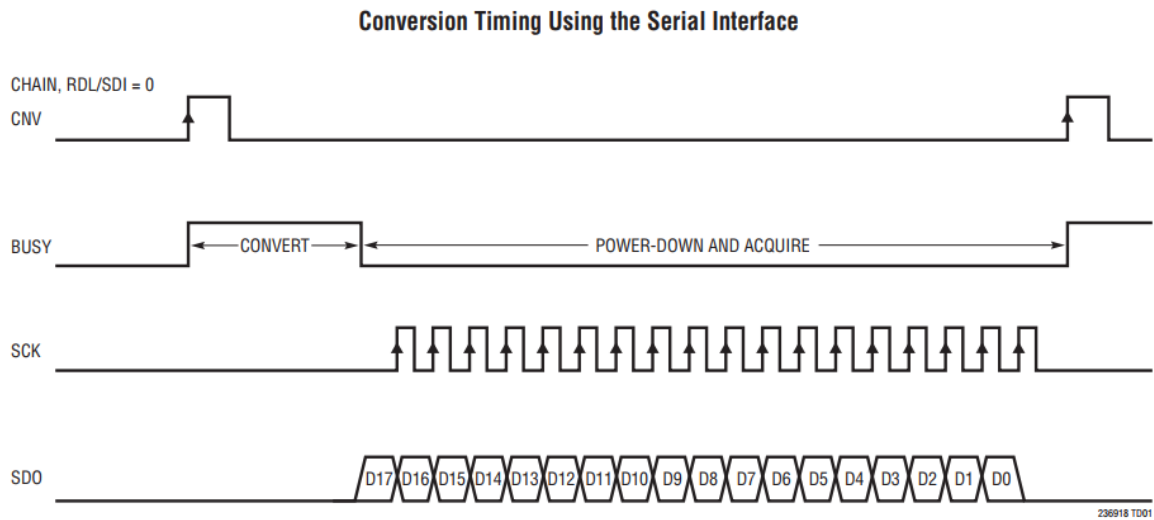 Conversion Timing Using the Serial Interface
CHAIN, RDL/SDI = 0
CNV
BUSY CONVERT POWER-DOWN AND ACQUIRE
SCK
SDO D17 D16 D15 D14 D13 D12 D11 D10 D9 D8 D7 D6 D5 D4 D3 D2 D1 D0
236918 TD01